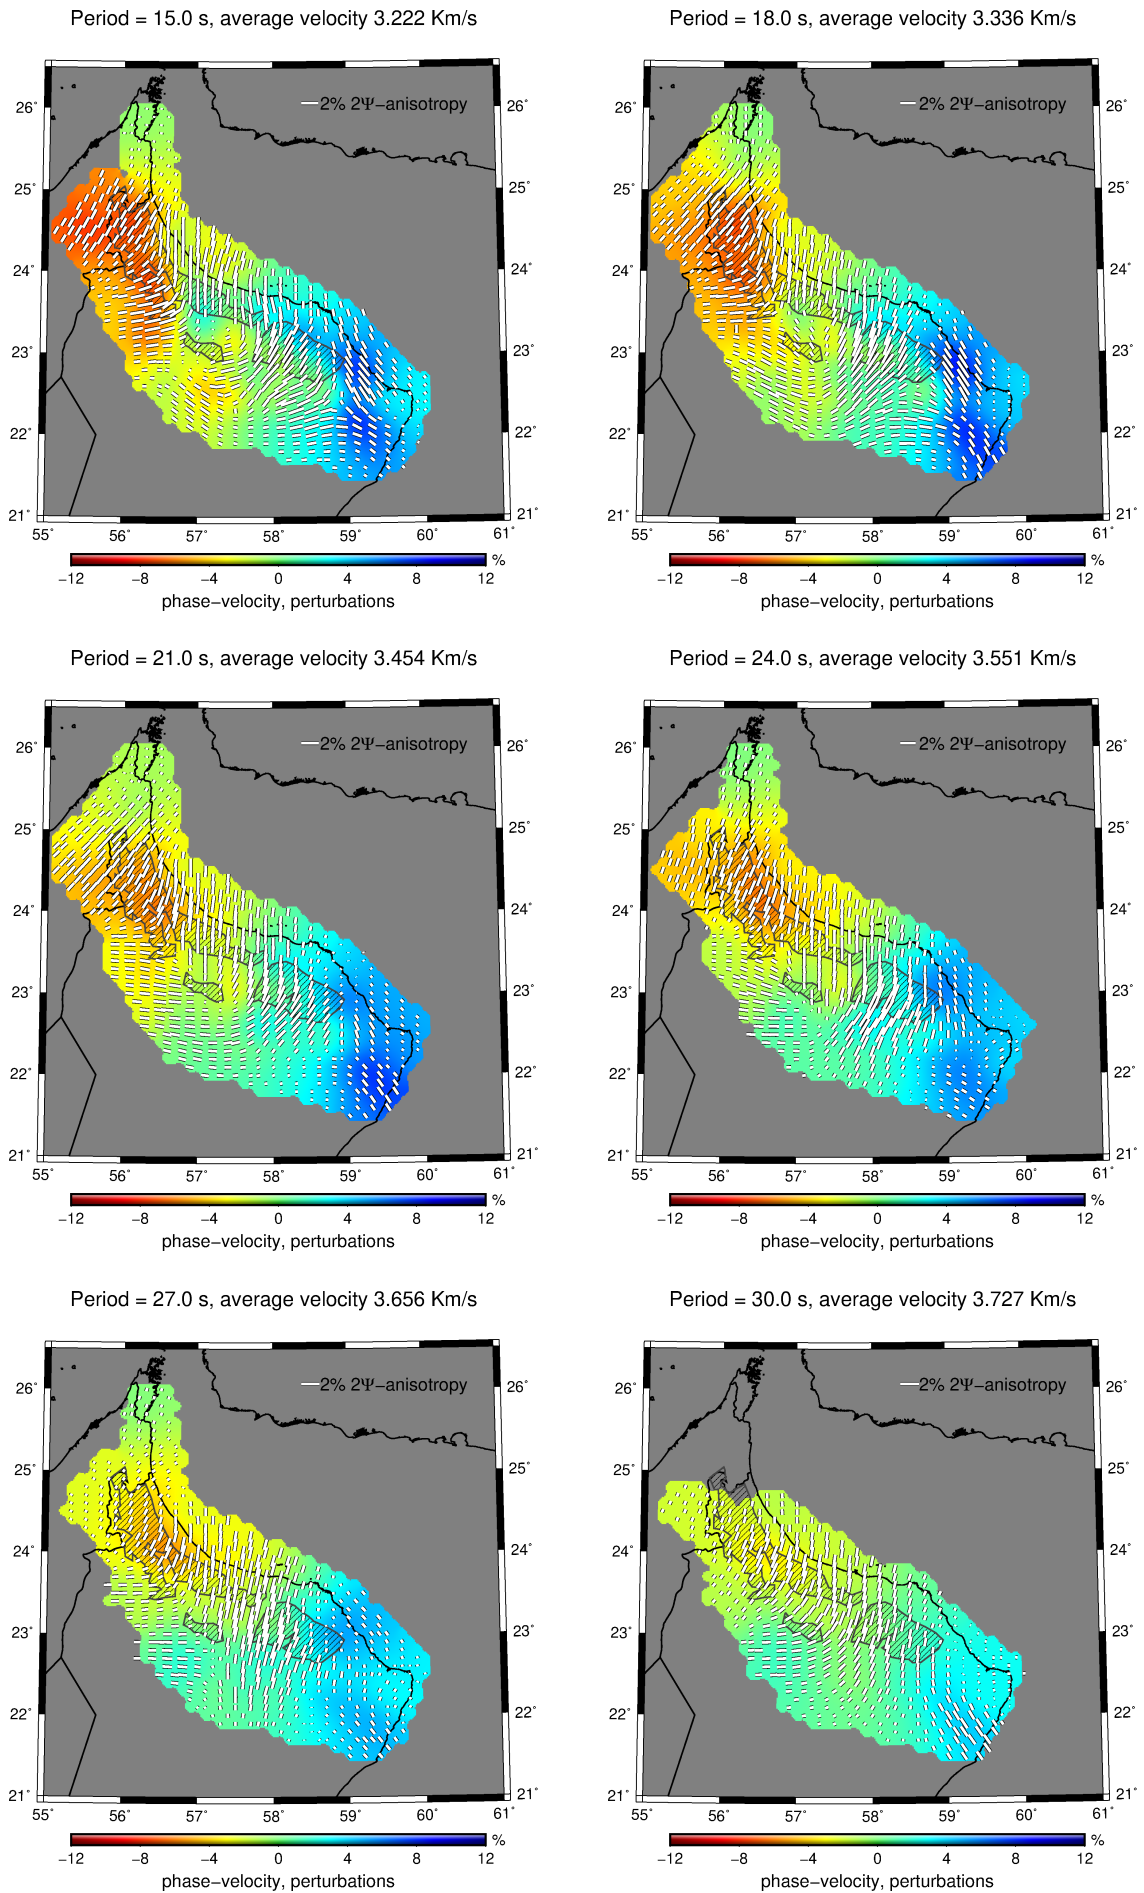 Period = 15.0 s, average velocity 3.222 Km/s
2% 2Ψ−anisotropy
26˚ 26˚
25˚ 25˚
24˚ 24˚
23˚ 23˚
22˚ 22˚
21˚ 21˚
55˚ 56˚ 57˚ 58˚ 59˚ 60˚ 61˚
%
−12 −8 −4 0 4 8 12
phase−velocity, perturbations
Period = 18.0 s, average velocity 3.336 Km/s
2% 2Ψ−anisotropy
26˚ 26˚
25˚ 25˚
24˚ 24˚
23˚ 23˚
22˚ 22˚
21˚ 21˚
55˚ 56˚ 57˚ 58˚ 59˚ 60˚ 61˚
%
−12 −8 −4 0 4 8 12
phase−velocity, perturbations
Period = 21.0 s, average velocity 3.454 Km/s
2% 2Ψ−anisotropy
26˚ 26˚
25˚ 25˚
24˚ 24˚
23˚ 23˚
22˚ 22˚
21˚ 21˚
55˚ 56˚ 57˚ 58˚ 59˚ 60˚ 61˚
%
−12 −8 −4 0 4 8 12
phase−velocity, perturbations
Period = 24.0 s, average velocity 3.551 Km/s
2% 2Ψ−anisotropy
26˚ 26˚
25˚ 25˚
24˚ 24˚
23˚ 23˚
22˚ 22˚
21˚ 21˚
55˚ 56˚ 57˚ 58˚ 59˚ 60˚ 61˚
%
−12 −8 −4 0 4 8 12
phase−velocity, perturbations
Period = 27.0 s, average velocity 3.656 Km/s
2% 2Ψ−anisotropy
26˚ 26˚
25˚ 25˚
24˚ 24˚
23˚ 23˚
22˚ 22˚
21˚ 21˚
55˚ 56˚ 57˚ 58˚ 59˚ 60˚ 61˚
%
−12 −8 −4 0 4 8 12
phase−velocity, perturbations
Period = 30.0 s, average velocity 3.727 Km/s
2% 2Ψ−anisotropy
26˚ 26˚
25˚ 25˚
24˚ 24˚
23˚ 23˚
22˚ 22˚
21˚ 21˚
55˚ 56˚ 57˚ 58˚ 59˚ 60˚ 61˚
%
−12 −8 −4 0 4 8 12
phase−velocity, perturbations